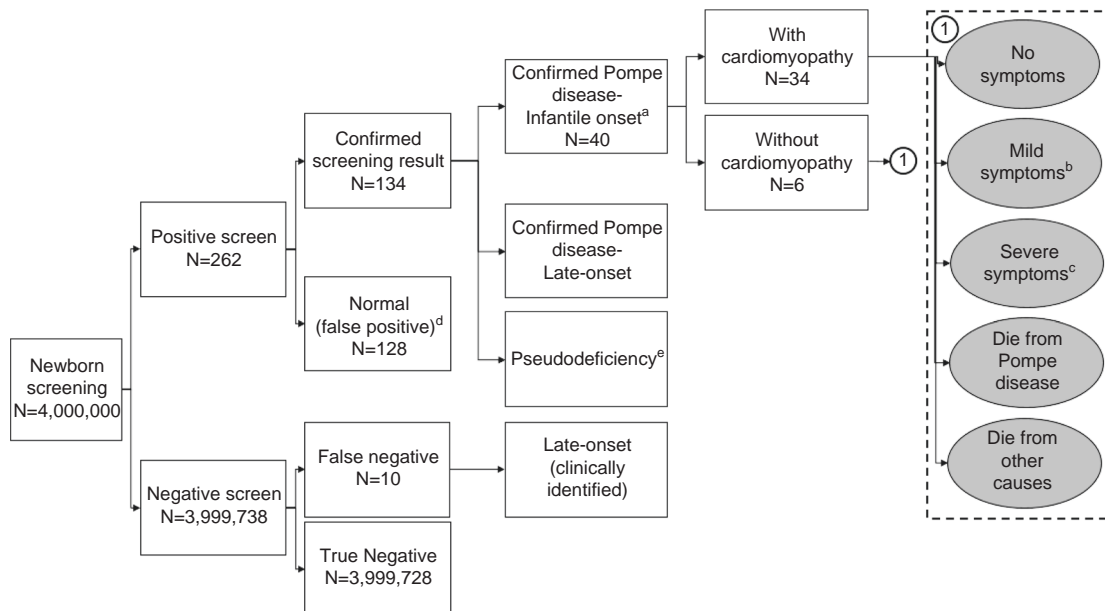 Newborn
screening
N=4,000,000
Positive screen
N=262
Negative screen
N=3,999,738
Confirmed
screening result
N=134
Normal
(false positive)d
N=128
False negative
N=10
True Negative
N=3,999,728
Confirmed Pompe
disease-
Infantile onseta
N=40
Confirmed Pompe
disease-
Late-onset
Pseudodeficiencye
Late-onset
(clinically
identified)
With
cardiomyopathy
N=34
Without
cardiomyopathy
N=6
1
1
No
symptoms
Mild
symptomsb
Severe
symptomsc
Die from
Pompe
disease
Die from
other
causes